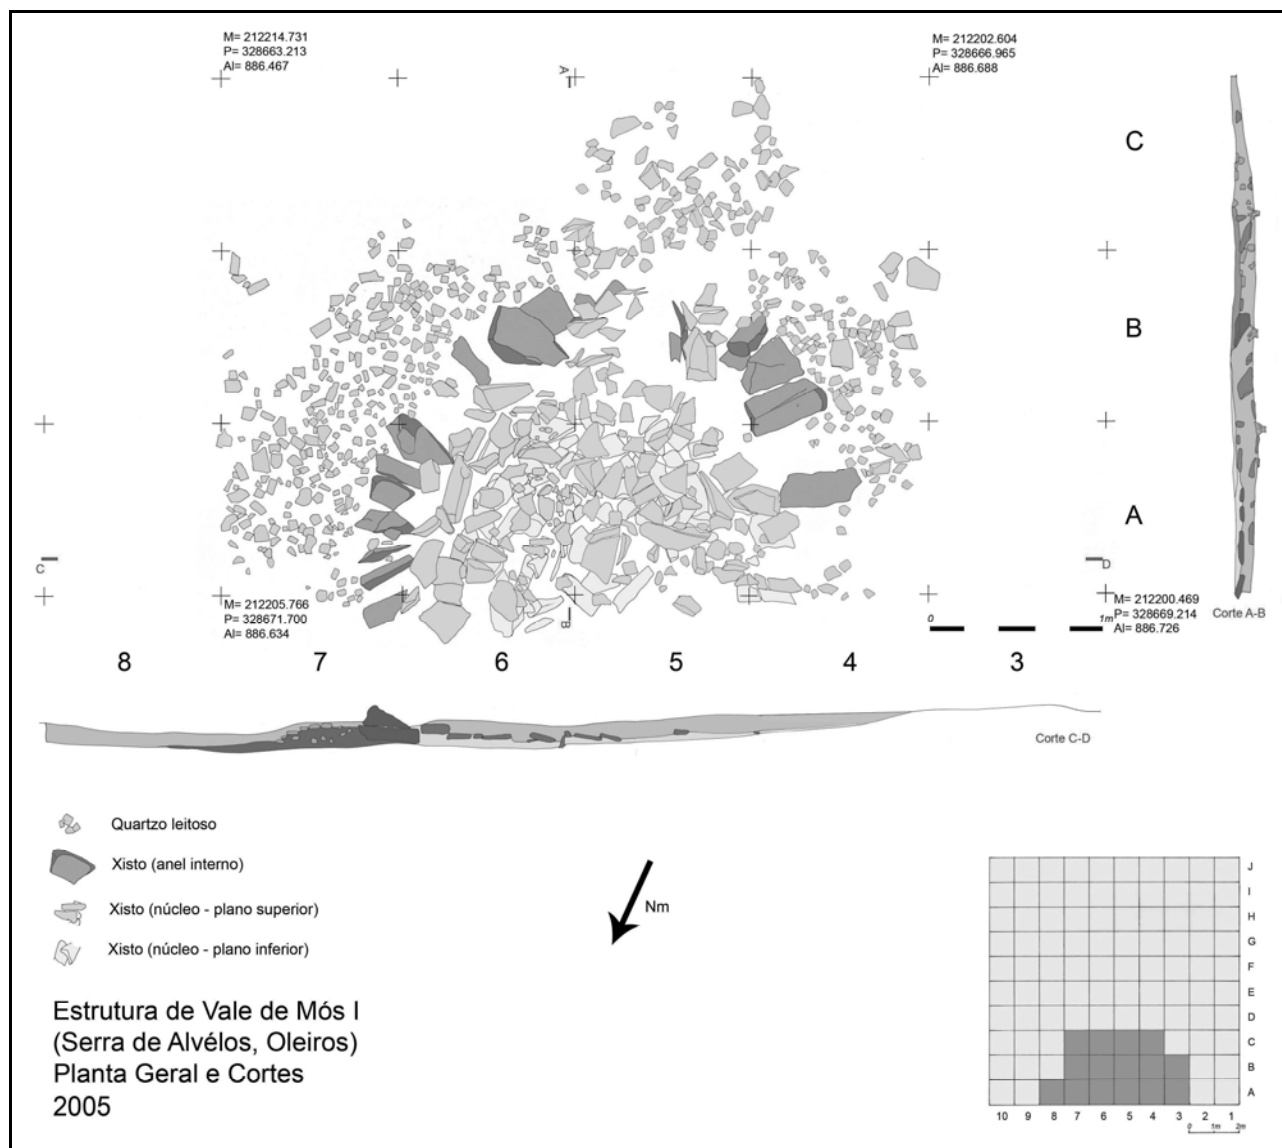 M= 212214.731
P= 328663.213
Al= 886.467
M= 212202.604
P= 328666.965
Al= 886.688
A
C
B
A
C
D
B
M= 212205.766
P= 328671.700
Al= 886.634
0 1m
M= 212200.469
P= 328669.214
Al= 886.726
Corte A-B
8 7 6 5 4 3
Corte C-D
Quartzo leitoso
Xisto (anel interno)
Xisto (núcleo - plano superior)
Xisto (núcleo - plano inferior)
Nm
Estrutura de Vale de Mós I
(Serra de Alvélos, Oleiros)
Planta Geral e Cortes
2005
J
I
H
G
F
E
D
C
B
A
10 9 8 7 6 5 4 3 2 1
0 1m 2m